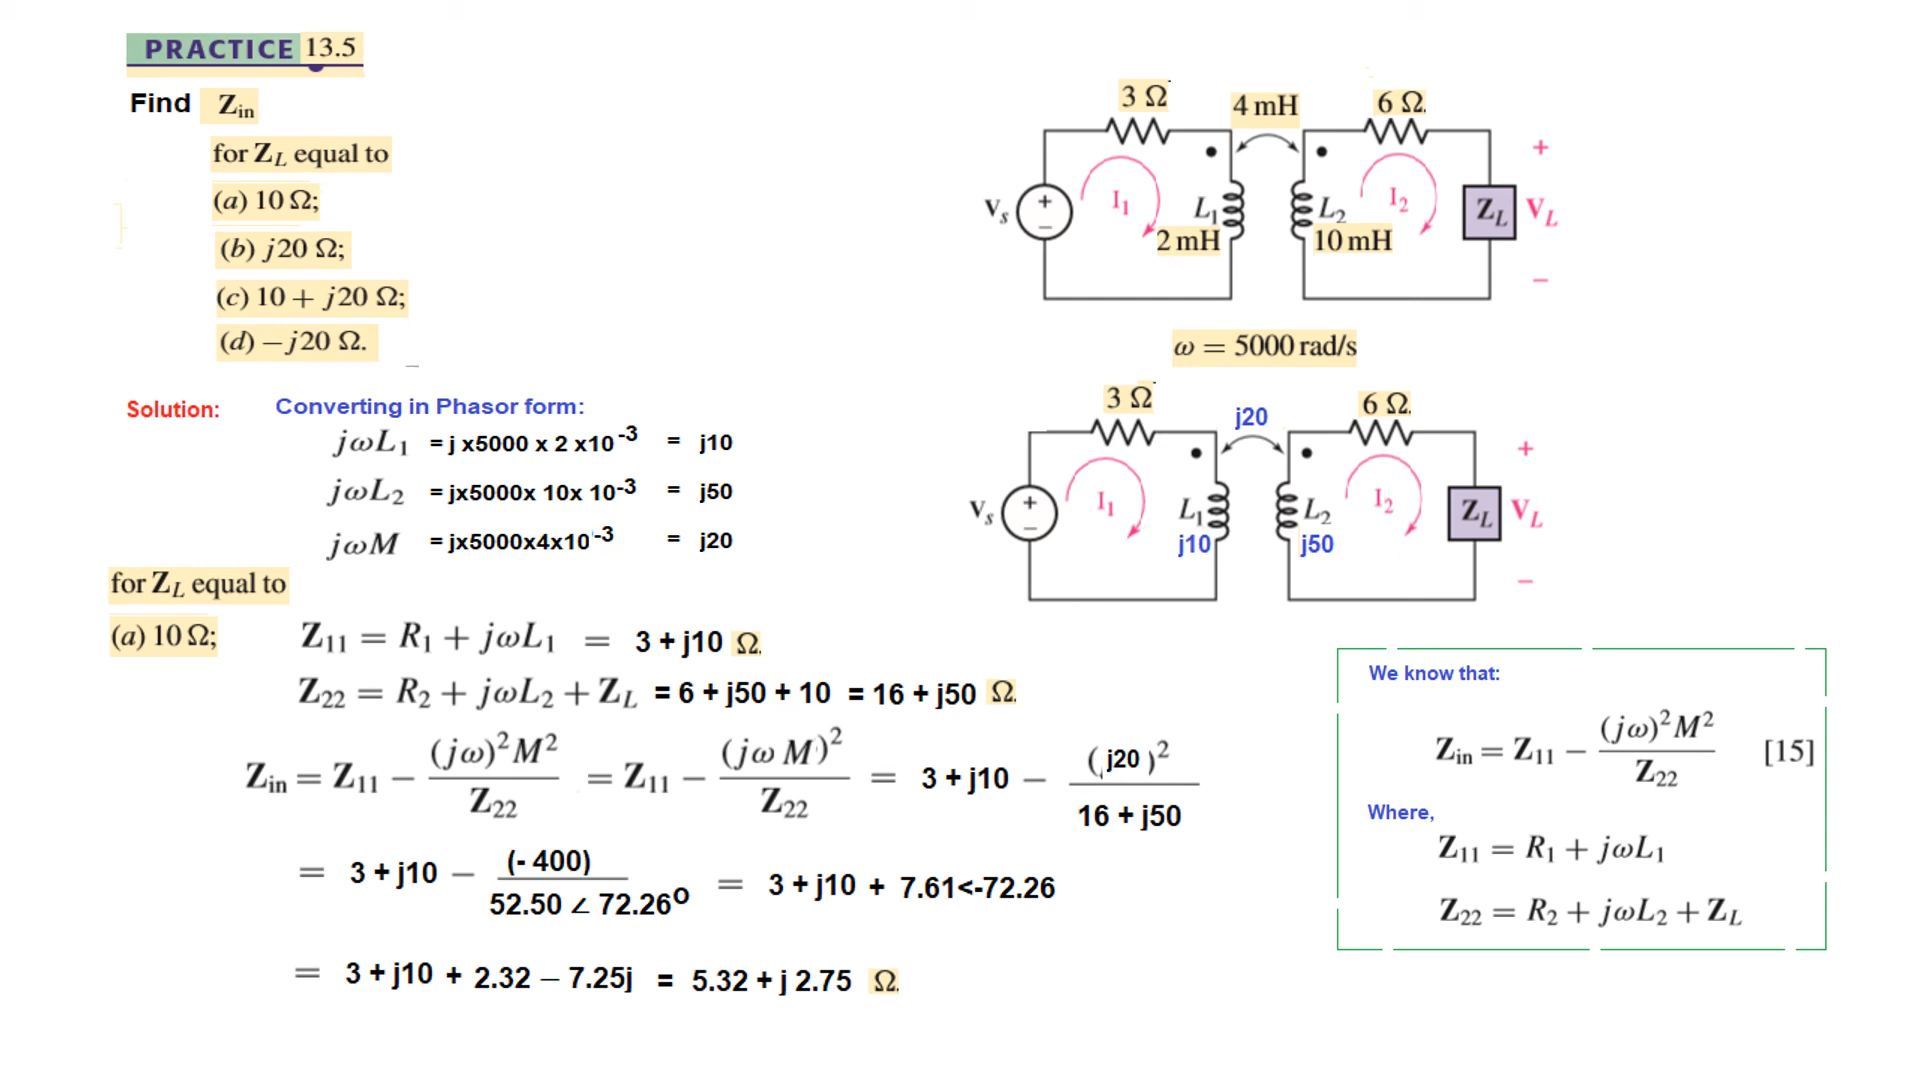 PRACTICE 13.5
Find Zin
for ZL equal to
(a) 10 Ω;
(b) j20 Ω;
(c) 10 + j20 Ω;
(d) −j20 Ω.
3 Ω
4 mH
6 Ω
Vs
+
−
I1
L1
2 mH
L2
10 mH
I2
ZL
+
VL
−
ω = 5000 rad/s
3 Ω
j20
6 Ω
Vs
+
−
I1
L1
j10
L2
j50
I2
ZL
+
VL
−
Solution: Converting in Phasor form:
jωL1 = j x5000 x 2 x10^-3 = j10
jωL2 = jx5000x 10x 10^-3 = j50
jωM = jx5000x4x10^-3 = j20
for ZL equal to
(a) 10 Ω; Z11 = R1 + jωL1 = 3 + j10 Ω.
Z22 = R2 + jωL2 + ZL = 6 + j50 + 10 = 16 + j50 Ω.
Zin = Z11 − (jω)²M² / Z22 = Z11 − (jω M)² / Z22 = 3 + j10 − (j20)² / 16 + j50
= 3 + j10 − (- 400) / 52.50 ∠ 72.26° = 3 + j10 + 7.61<-72.26
= 3 + j10 + 2.32 − 7.25j = 5.32 + j 2.75 Ω.
We know that:
Zin = Z11 − (jω)²M² / Z22 [15]
Where,
Z11 = R1 + jωL1
Z22 = R2 + jωL2 + ZL